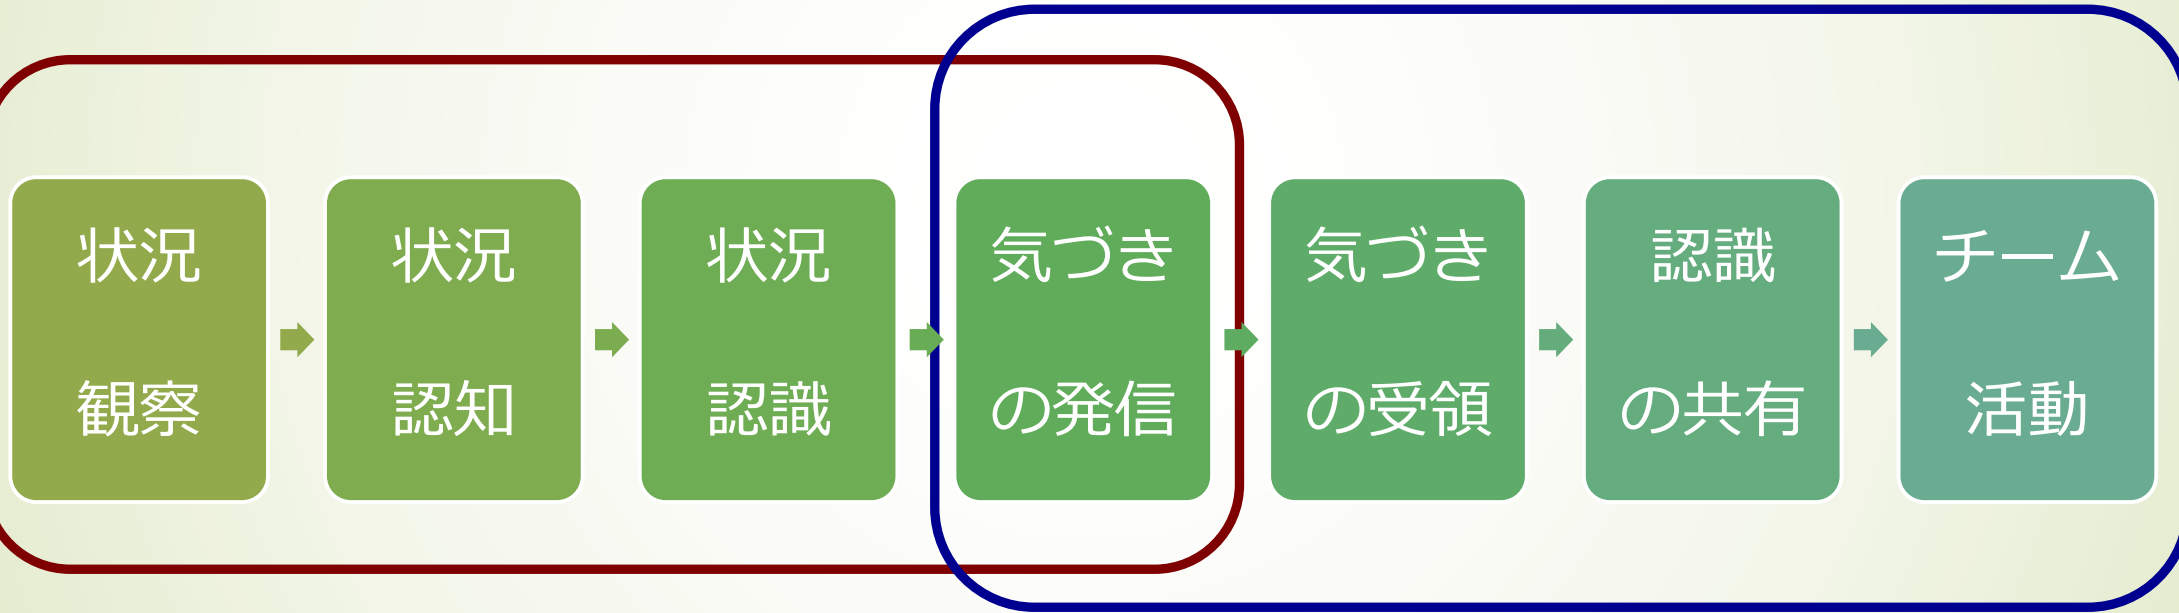 状況
観察
状況
認知
状況
認識
気づき
の発信
気づき
の受領
認識
の共有
チーム
活動